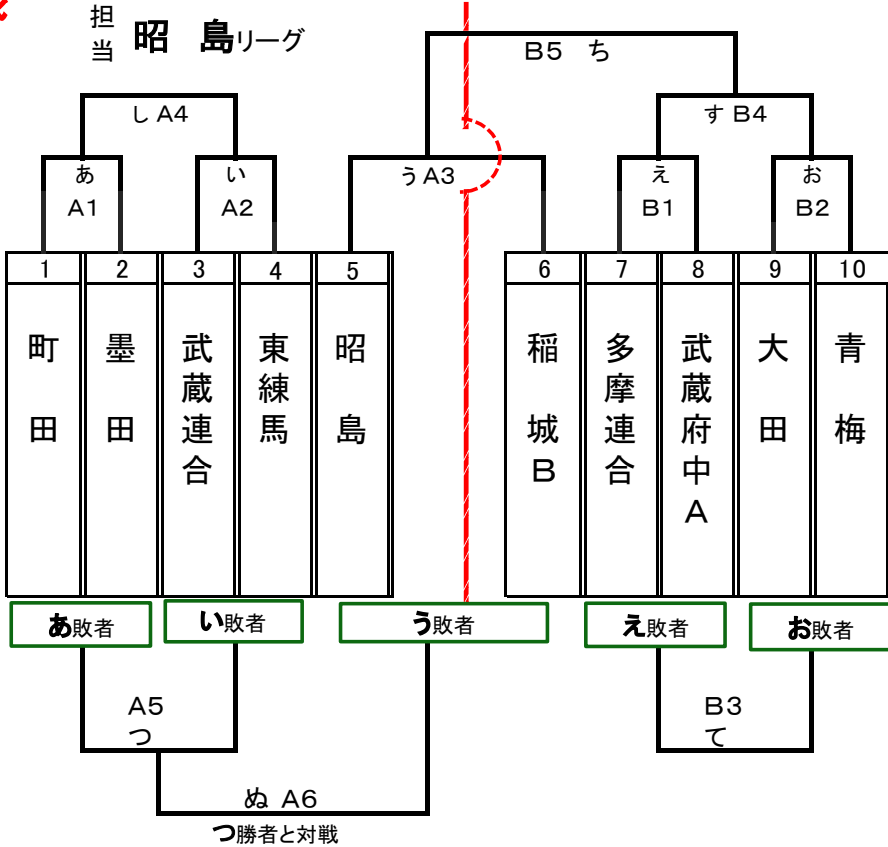 担当 昭 島リーグ
B5 ち
し A4
す B4
あ
A1
い
A2
う A3
え
B1
お
B2
1 2 3 4 5 6 7 8 9 10
町田
墨田
武蔵連合
東練馬
昭島
稲城B
多摩連合
武蔵府中A
大田
青梅
あ敗者 い敗者 う敗者 え敗者 お敗者
A5
つ
B3
て
ぬ A6
つ勝者と対戦